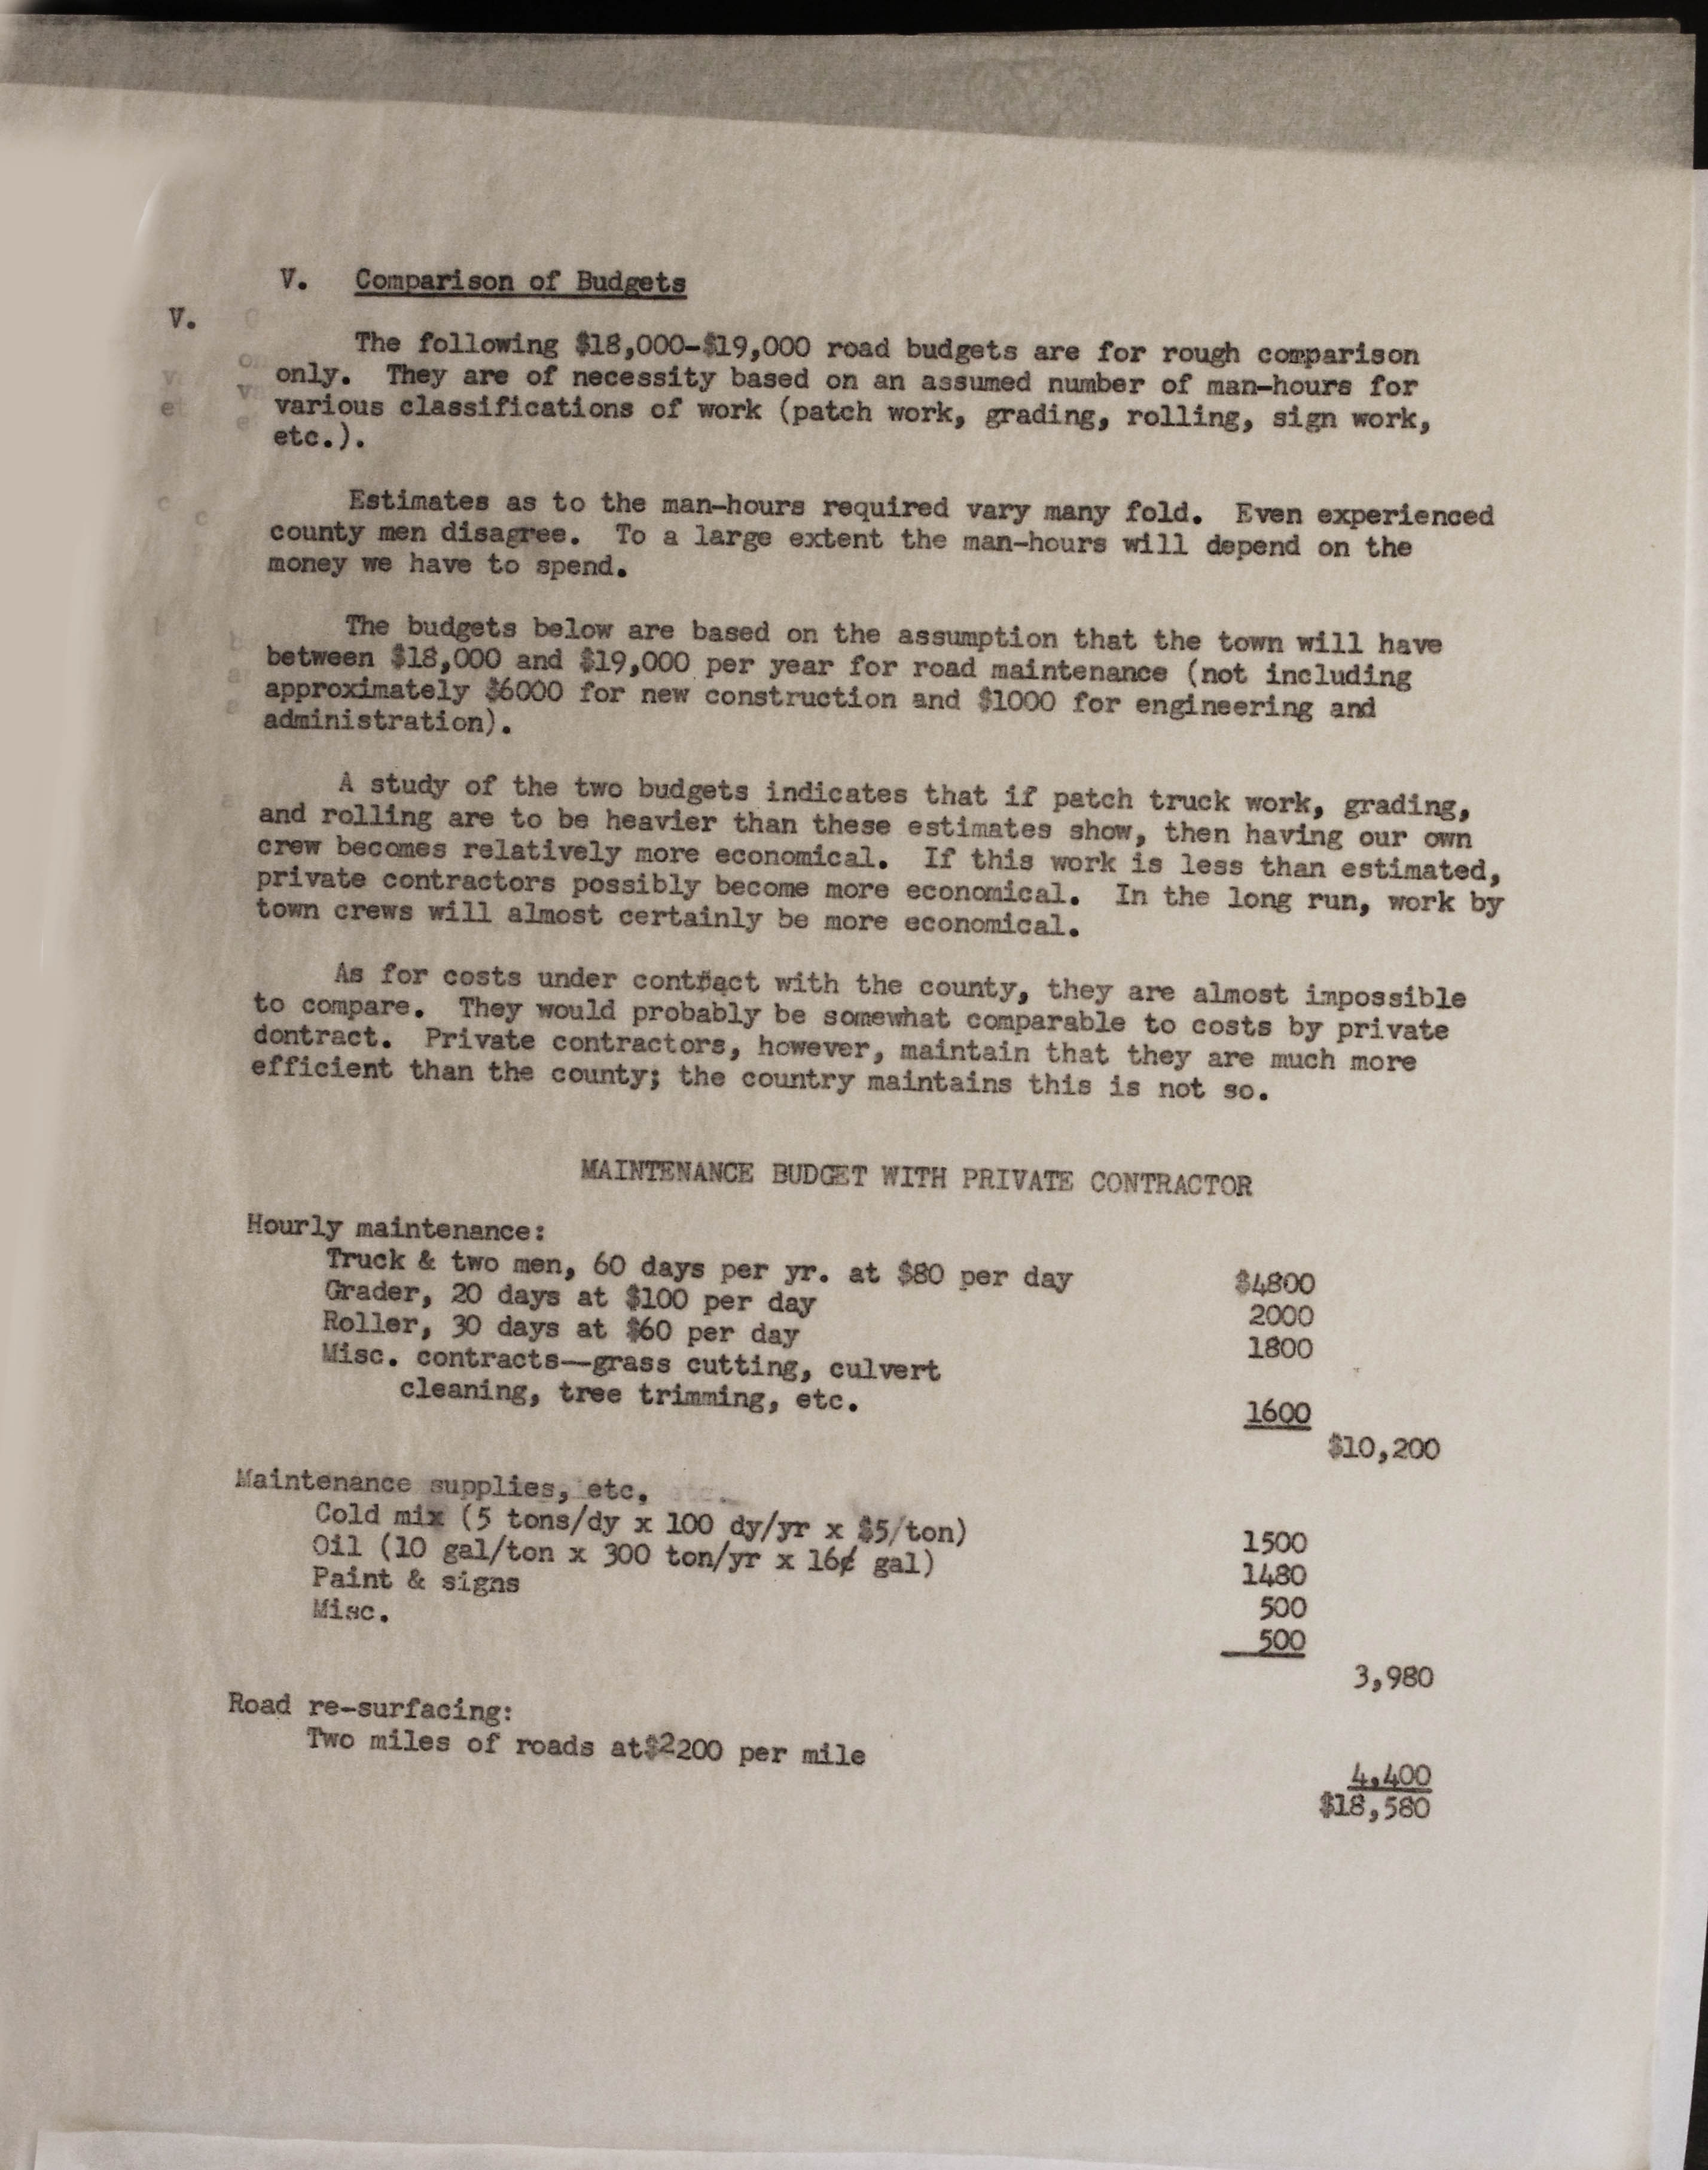 V. Comparison of Budgets
V.
The following $18,000-$19,000 road budgets are for rough comparison
only. They are of necessity based on an assumed number of man-hours for
various classifications of work (patch work, grading, rolling, sign work,
etc.).
Estimates as to the man-hours required vary many fold. Even experienced
county men disagree. To a large extent the man-hours will depend on the
money we have to spend.
The budgets below are based on the assumption that the town will have
between $18,000 and $19,000 per year for road maintenance (not including
approximately $6000 for new construction and $1000 for engineering and
administration).
A study of the two budgets indicates that if patch truck work, grading,
and rolling are to be heavier than these estimates show, then having our own
crew becomes relatively more economical. If this work is less than estimated,
private contractors possibly become more economical. In the long run, work by
town crews will almost certainly be more economical.
As for costs under contract with the county, they are almost impossible
to compare. They would probably be somewhat comparable to costs by private
dontract. Private contractors, however, maintain that they are much more
efficient than the county; the country maintains this is not so.
MAINTENANCE BUDGET WITH PRIVATE CONTRACTOR
Hourly maintenance:
Truck & two men, 60 days per yr. at $80 per day $4800
Grader, 20 days at $100 per day 2000
Roller, 30 days at $60 per day 1800
Misc. contracts--grass cutting, culvert
cleaning, tree trimming, etc. 1600
$10,200
Maintenance supplies, etc.
Cold mix (5 tons/dy x 100 dy/yr x $5/ton) 1500
Oil (10 gal/ton x 300 ton/yr x 16¢ gal) 1480
Paint & signs 500
Misc. 500
3,980
Road re-surfacing:
Two miles of roads at$2200 per mile 4,400
$18,580